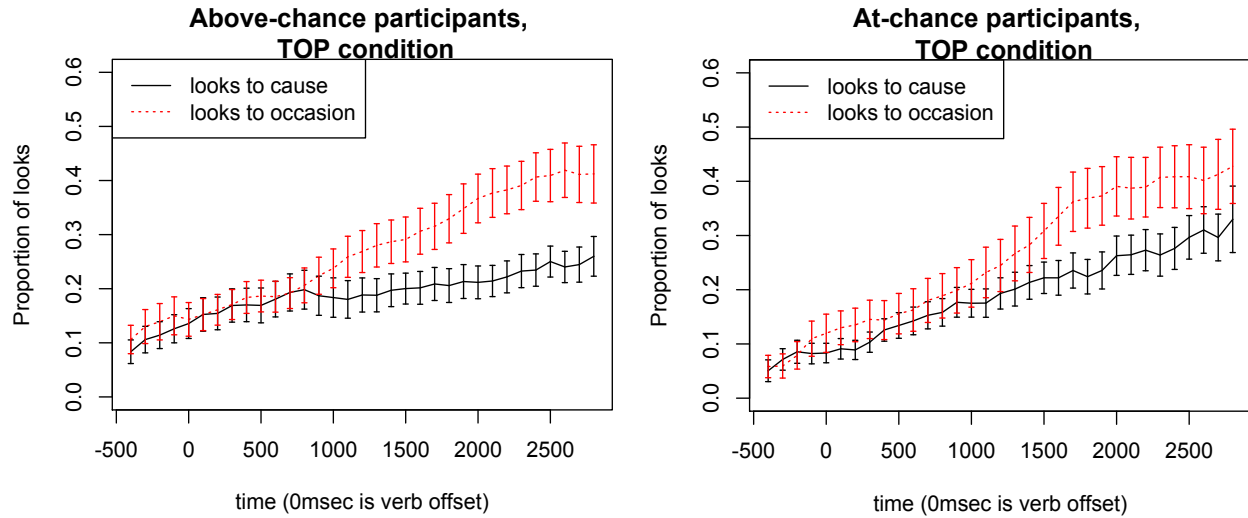 Above-chance participants,
TOP condition
looks to cause
looks to occasion
Proportion of looks
0.0 0.1 0.2 0.3 0.4 0.5 0.6
-500 0 500 1000 1500 2000 2500
time (0msec is verb offset)
At-chance participants,
TOP condition
looks to cause
looks to occasion
Proportion of looks
0.0 0.1 0.2 0.3 0.4 0.5 0.6
-500 0 500 1000 1500 2000 2500
time (0msec is verb offset)